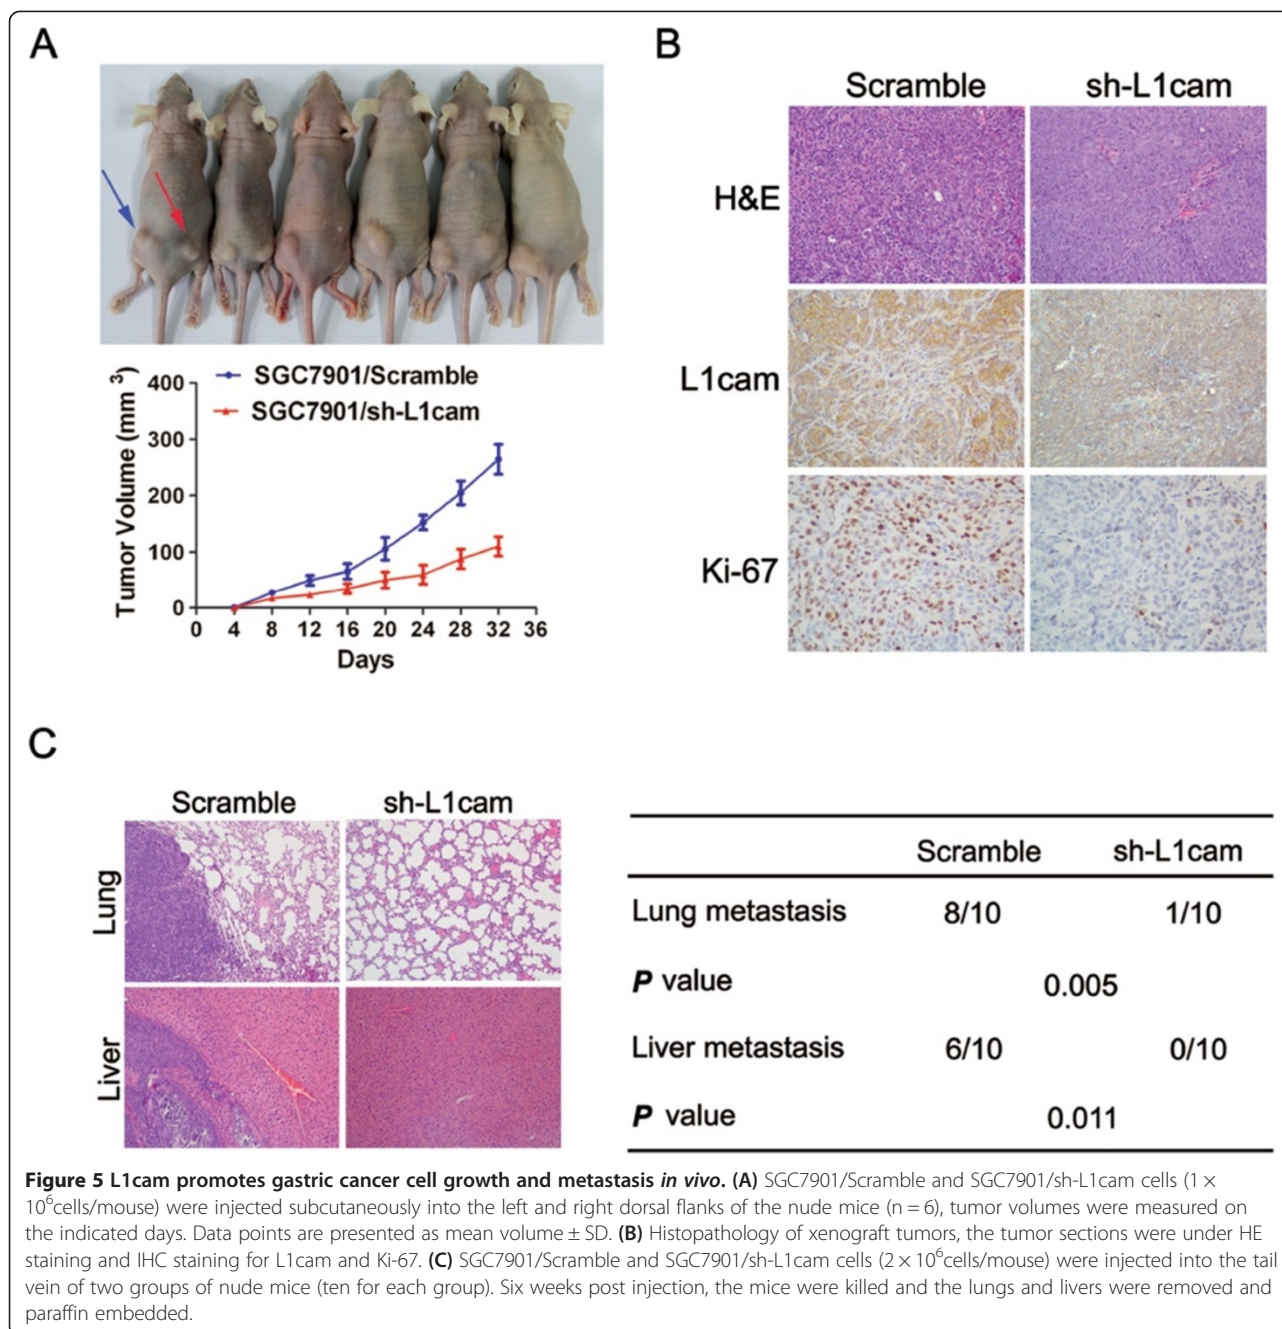 A
400
300
200
100
0
Tumor Volume (mm³)
SGC7901/Scramble
SGC7901/sh-L1cam
0 4 8 12 16 20 24 28 32 36
Days
B
Scramble sh-L1cam
H&E
L1cam
Ki-67
C
Scramble sh-L1cam
Lung
Liver
Scramble sh-L1cam
Lung metastasis 8/10 1/10
P value 0.005
Liver metastasis 6/10 0/10
P value 0.011
Figure 5 L1cam promotes gastric cancer cell growth and metastasis in vivo. (A) SGC7901/Scramble and SGC7901/sh-L1cam cells (1 ×
10⁶cells/mouse) were injected subcutaneously into the left and right dorsal flanks of the nude mice (n = 6), tumor volumes were measured on
the indicated days. Data points are presented as mean volume ± SD. (B) Histopathology of xenograft tumors, the tumor sections were under HE
staining and IHC staining for L1cam and Ki-67. (C) SGC7901/Scramble and SGC7901/sh-L1cam cells (2 × 10⁶cells/mouse) were injected into the tail
vein of two groups of nude mice (ten for each group). Six weeks post injection, the mice were killed and the lungs and livers were removed and
paraffin embedded.